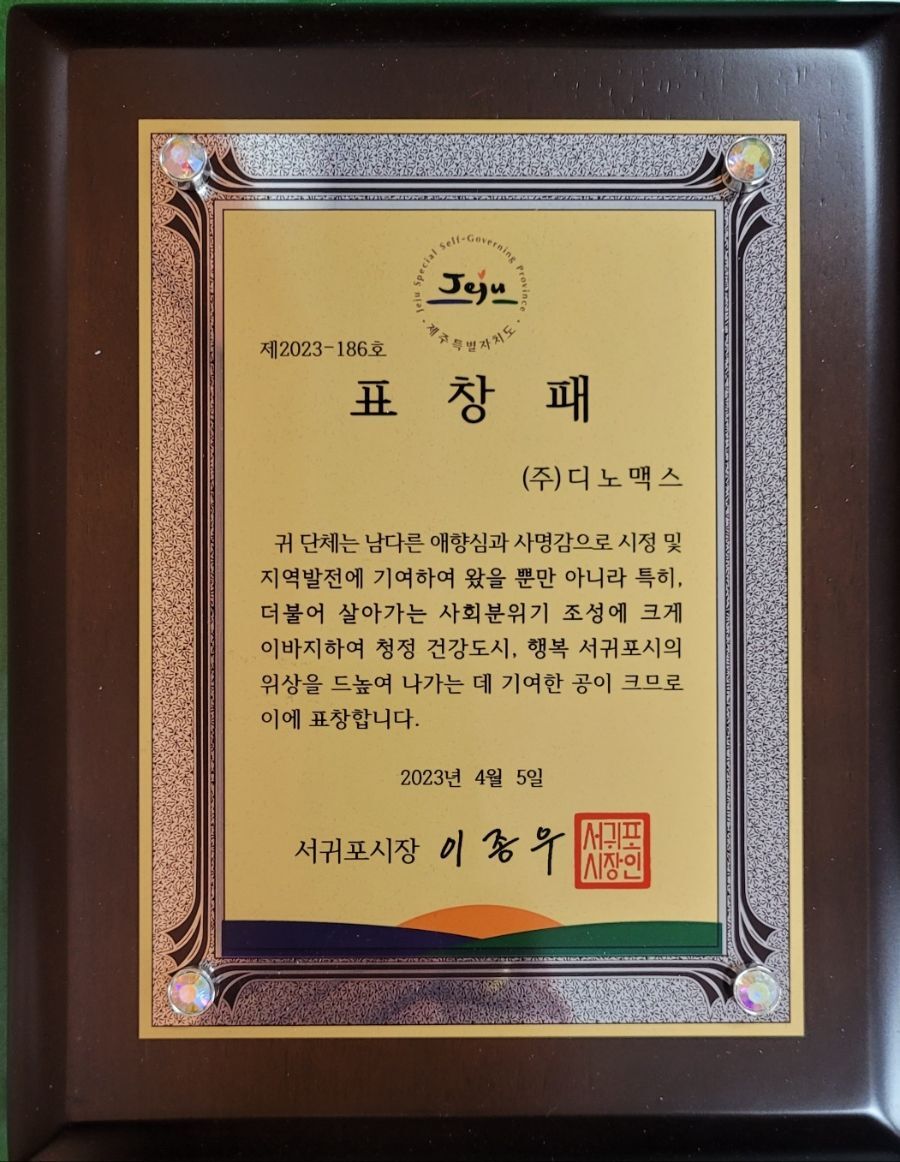 Jeju Special Self-Governing Province
Jeju
· 제주특별자치도 ·
제2023-186호
표 창 패
(주)디노맥스
귀 단체는 남다른 애향심과 사명감으로 시정 및
지역발전에 기여하여 왔을 뿐만 아니라 특히,
더불어 살아가는 사회분위기 조성에 크게
이바지하여 청정 건강도시, 행복 서귀포시의
위상을 드높여 나가는 데 기여한 공이 크므로
이에 표창합니다.
2023년 4월 5일
서귀포시장 이종우
서귀포
시장인